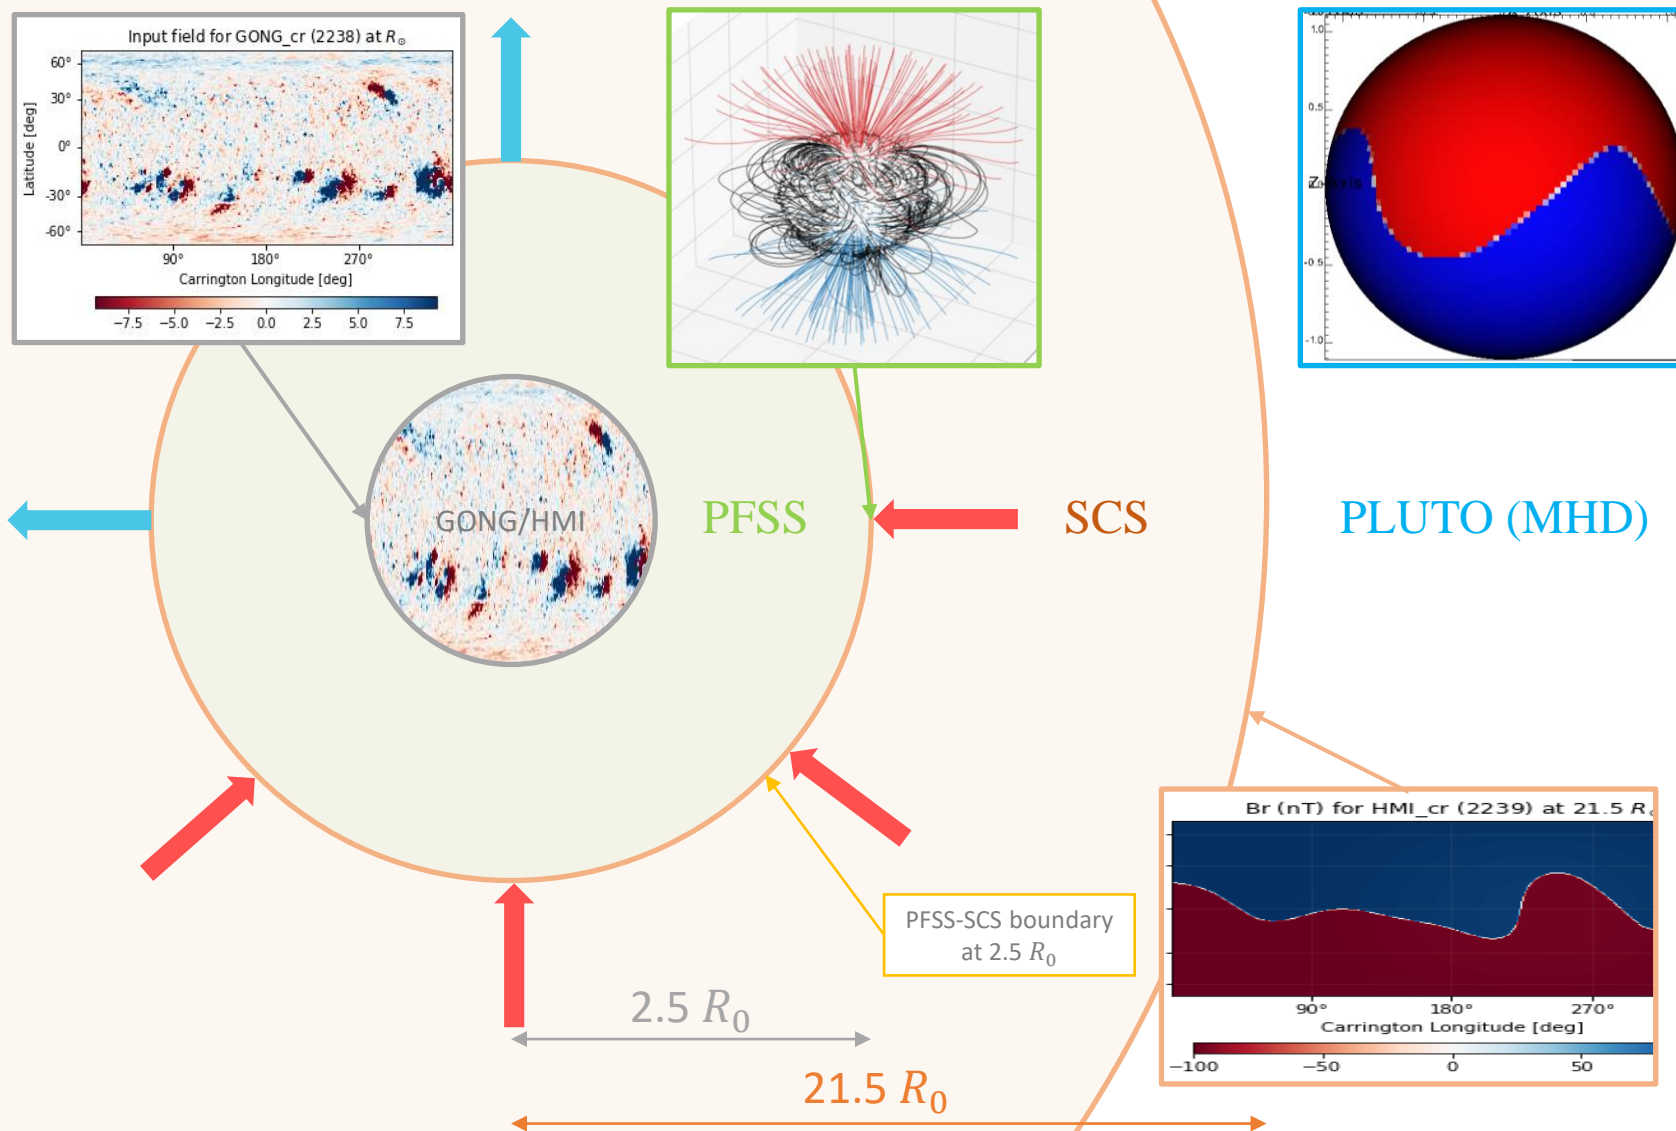 Input field for GONG_cr (2238) at R⊙
60°
30°
0°
-30°
-60°
Latitude [deg]
90° 180° 270°
Carrington Longitude [deg]
−7.5 −5.0 −2.5 0.0 2.5 5.0 7.5
1.0
0.5
Axis
-0.5
-1.0
GONG/HMI
PFSS
SCS
PLUTO (MHD)
PFSS-SCS boundary
at 2.5 R₀
2.5 R₀
21.5 R₀
Br (nT) for HMI_cr (2239) at 21.5 R
90° 180° 270°
Carrington Longitude [deg]
−100 −50 0 50